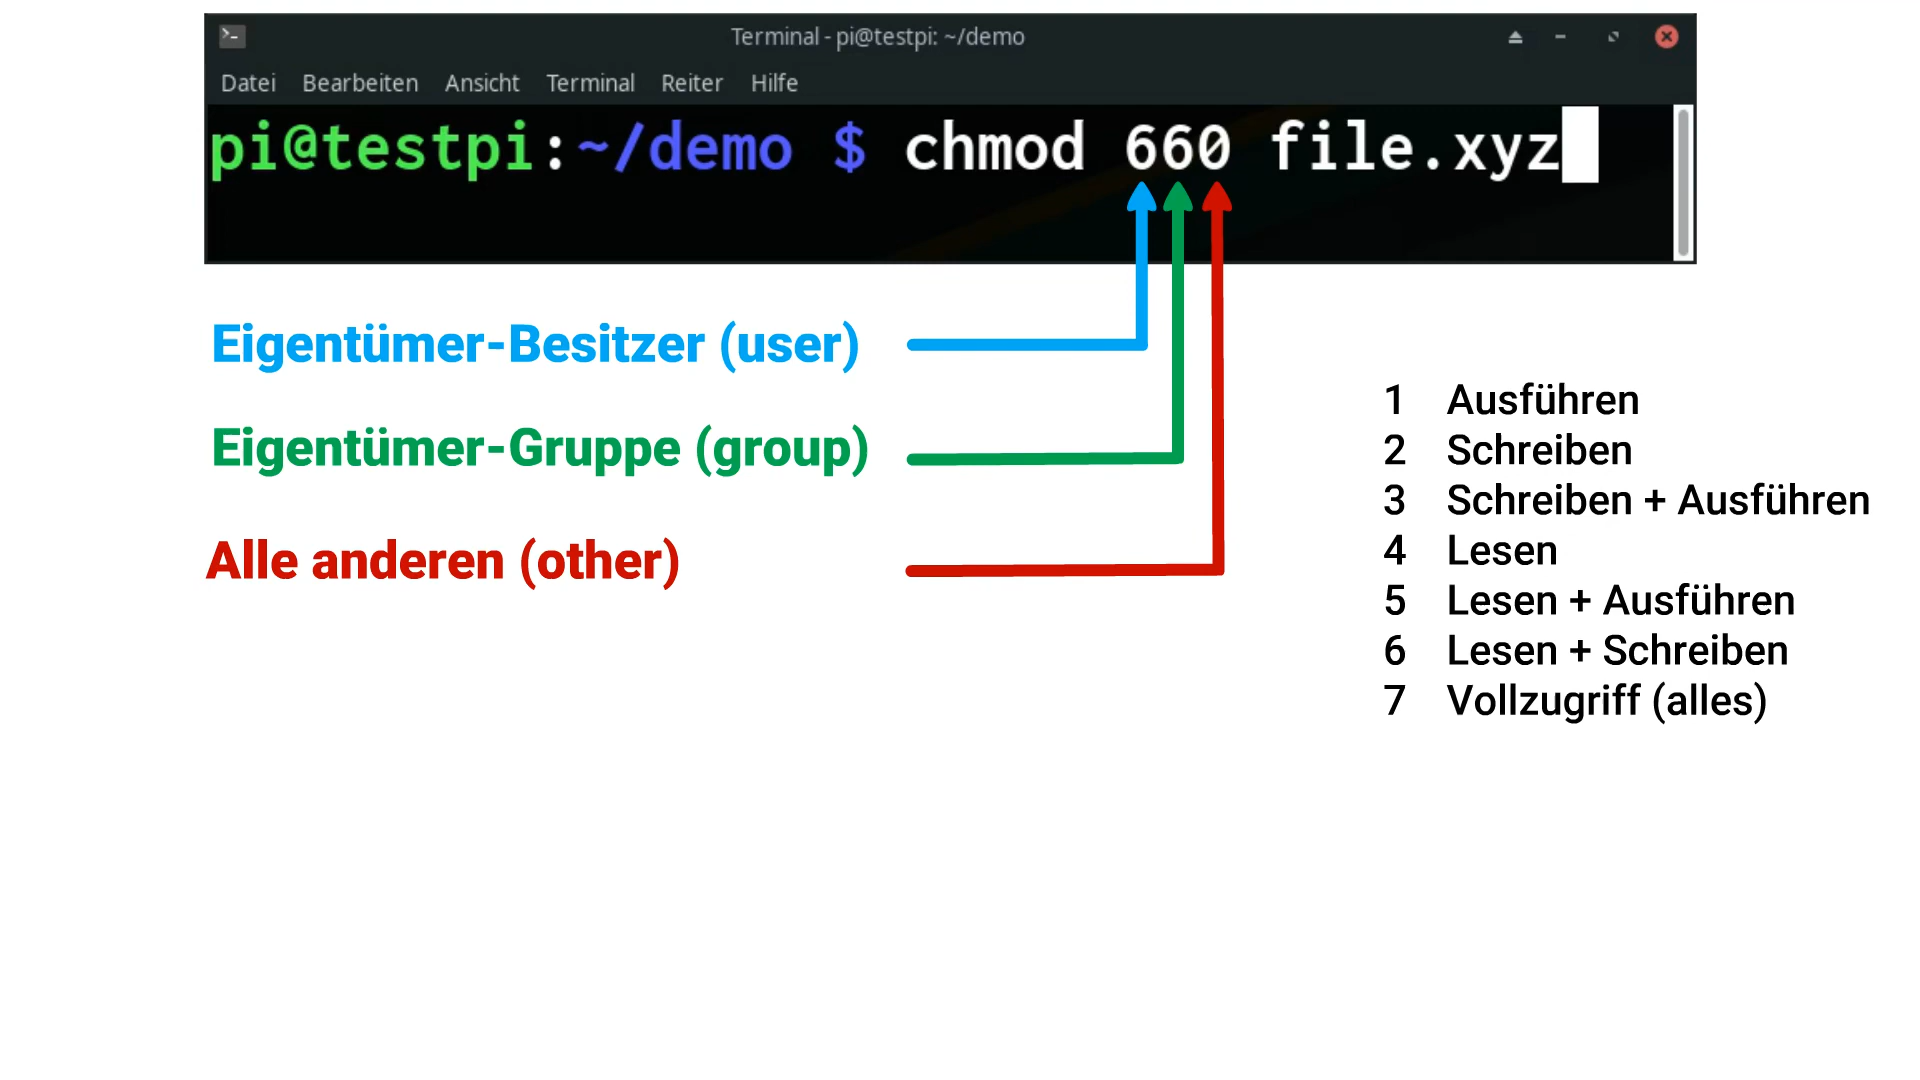 Terminal - pi@testpi: ~/demo
Datei Bearbeiten Ansicht Terminal Reiter Hilfe
pi@testpi:~/demo $ chmod 660 file.xyz
Eigentümer-Besitzer (user)
Eigentümer-Gruppe (group)
Alle anderen (other)
1 Ausführen
2 Schreiben
3 Schreiben + Ausführen
4 Lesen
5 Lesen + Ausführen
6 Lesen + Schreiben
7 Vollzugriff (alles)